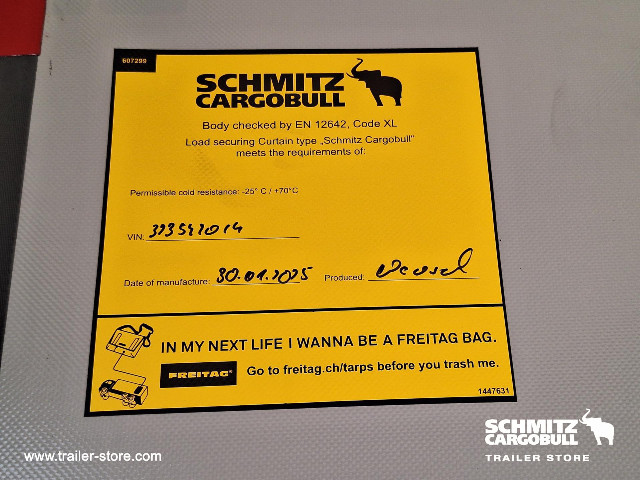 607299
SCHMITZ
CARGOBULL
Body checked by EN 12642, Code XL
Load securing Curtain type „Schmitz Cargobull"
meets the requirements of:
Permissible cold resistance: -25° C / +70°C
VIN:
Date of manufacture: 30.01.2025 Produced:
IN MY NEXT LIFE I WANNA BE A FREITAG BAG.
FREITAG® Go to freitag.ch/tarps before you trash me.
1447631
www.trailer-store.com
SCHMITZ
CARGOBULL
TRAILER STORE